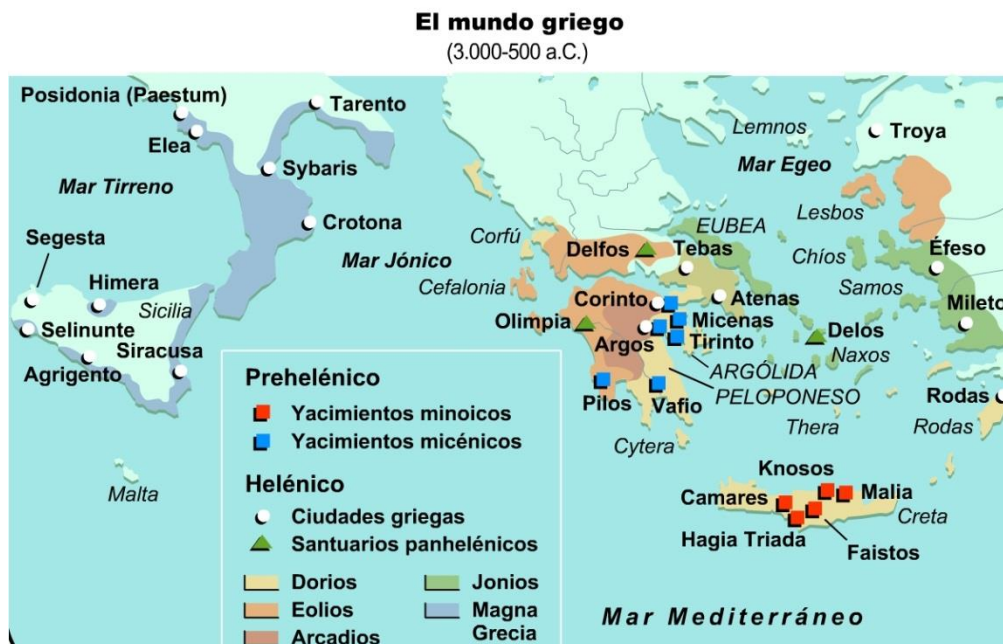 El mundo griego
(3.000-500 a.C.)
Posidonia (Paestum)
Tarento
Elea
Sybaris
Mar Tirreno
Crotona
Segesta
Himera
Sicilia
Selinunte
Siracusa
Agrigento
Malta
Mar Jónico
Corfú
Cefalonia
Lemnos
Troya
Mar Egeo
Lesbos
EUBEA
Delfos
Tebas
Chíos
Éfeso
Samos
Corinto
Atenas
Mileto
Olimpia
Micenas
Delos
Argos
Tirinto
Naxos
ARGÓLIDA
PELOPONESO
Pilos
Vafio
Rodas
Cytera
Thera
Rodas
Knosos
Camares
Malia
Creta
Hagia Triada
Faistos
Mar Mediterráneo
Prehelénico
Yacimientos minoicos
Yacimientos micénicos
Helénico
Ciudades griegas
Santuarios panhelénicos
Dorios
Eolios
Arcadios
Jonios
Magna
Grecia